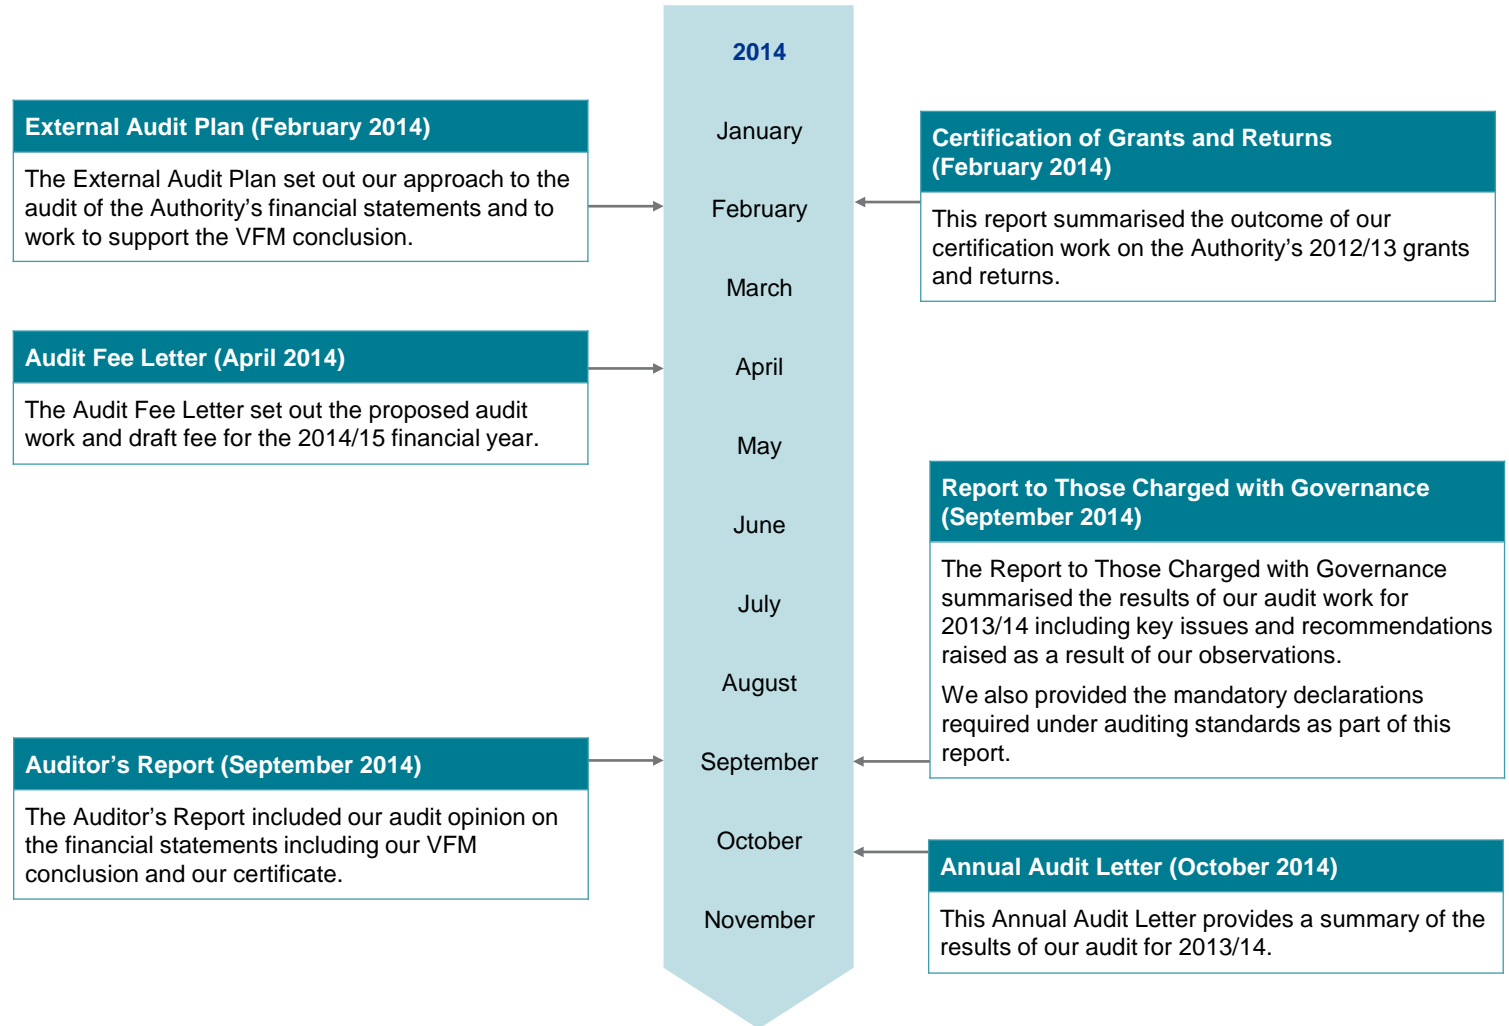 2014
January
February
March
April
May
June
July
August
September
October
November
External Audit Plan (February 2014)
The External Audit Plan set out our approach to the
audit of the Authority’s financial statements and to
work to support the VFM conclusion.
Audit Fee Letter (April 2014)
The Audit Fee Letter set out the proposed audit
work and draft fee for the 2014/15 financial year.
Auditor’s Report (September 2014)
The Auditor’s Report included our audit opinion on
the financial statements including our VFM
conclusion and our certificate.
Certification of Grants and Returns
(February 2014)
This report summarised the outcome of our
certification work on the Authority’s 2012/13 grants
and returns.
Report to Those Charged with Governance
(September 2014)
The Report to Those Charged with Governance
summarised the results of our audit work for
2013/14 including key issues and recommendations
raised as a result of our observations.
We also provided the mandatory declarations
required under auditing standards as part of this
report.
Annual Audit Letter (October 2014)
This Annual Audit Letter provides a summary of the
results of our audit for 2013/14.